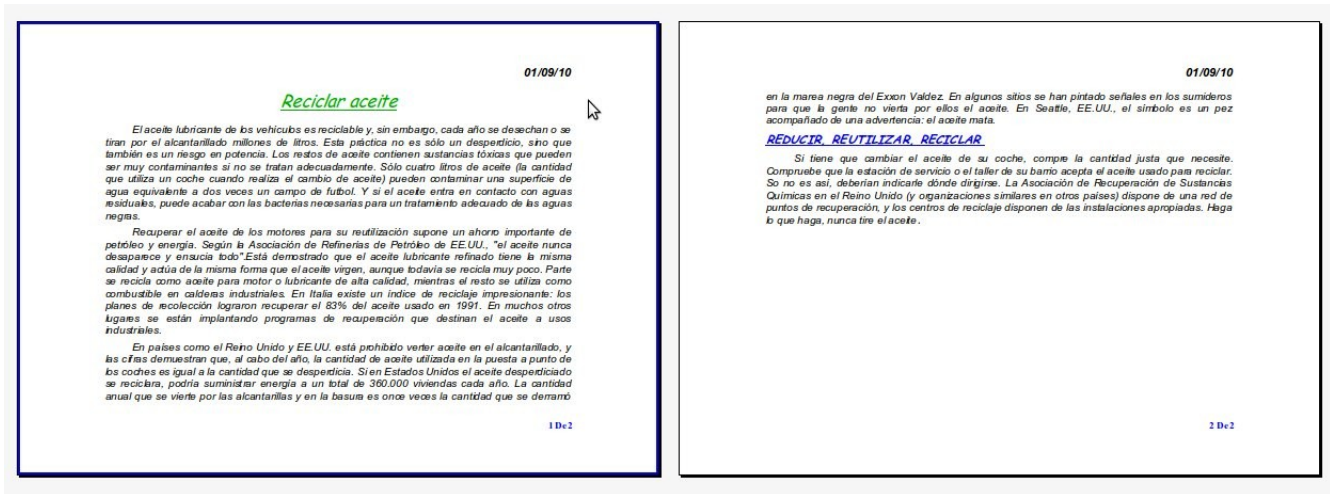 01/09/10
Reciclar aceite
El aceite lubricante de los vehículos es reciclable y, sin embargo, cada año se desechan o se
tiran por el alcantarillado millones de litros. Esta práctica no es sólo un desperdicio, sino que
también es un riesgo en potencia. Los restos de aceite contienen sustancias tóxicas que pueden
ser muy contaminantes si no se tratan adecuadamente. Sólo cuatro litros de aceite (la cantidad
que utiliza un coche cuando realiza el cambio de aceite) pueden contaminar una superficie de
agua equivalente a dos veces un campo de futbol. Y si el aceite entra en contacto con aguas
residuales, puede acabar con las bacterias necesarias para un tratamiento adecuado de las aguas
negras.
Recuperar el aceite de los motores para su reutilización supone un ahorro importante de
petróleo y energía. Según la Asociación de Refinerías de Petróleo de EE.UU., "el aceite nunca
desaparece y ensucia todo".Está demostrado que el aceite lubricante refinado tiene la misma
calidad y actúa de la misma forma que el aceite virgen, aunque todavía se recicla muy poco. Parte
se recicla como aceite para motor o lubricante de alta calidad, mientras el resto se utiliza como
combustible en calderas industriales. En Italia existe un índice de reciclaje impresionante: los
planes de recolección lograron recuperar el 83% del aceite usado en 1991. En muchos otros
lugares se están implantando programas de recuperación que destinan el aceite a usos
industriales.
En países como el Reino Unido y EE.UU. está prohibido verter aceite en el alcantarillado, y
las cifras demuestran que, al cabo del año, la cantidad de aceite utilizada en la puesta a punto de
los coches es igual a la cantidad que se desperdicia. Si en Estados Unidos el aceite desperdiciado
se reciclara, podría suministrar energía a un total de 360.000 viviendas cada año. La cantidad
anual que se vierte por las alcantarillas y en la basura es once veces la cantidad que se derramó
1 De 2
01/09/10
en la marea negra del Exxon Valdez. En algunos sitios se han pintado señales en los sumideros
para que la gente no vierta por ellos el aceite. En Seattle, EE.UU., el símbolo es un pez
acompañado de una advertencia: el aceite mata.
REDUCIR, REUTILIZAR, RECICLAR
Si tiene que cambiar el aceite de su coche, compre la cantidad justa que necesite.
Compruebe que la estación de servicio o el taller de su barrio acepta el aceite usado para reciclar.
So no es así, deberían indicarle dónde dirigirse. La Asociación de Recuperación de Sustancias
Químicas en el Reino Unido (y organizaciones similares en otros países) dispone de una red de
puntos de recuperación, y los centros de reciclaje disponen de las instalaciones apropiadas. Haga
lo que haga, nunca tire el aceite.
2 De 2